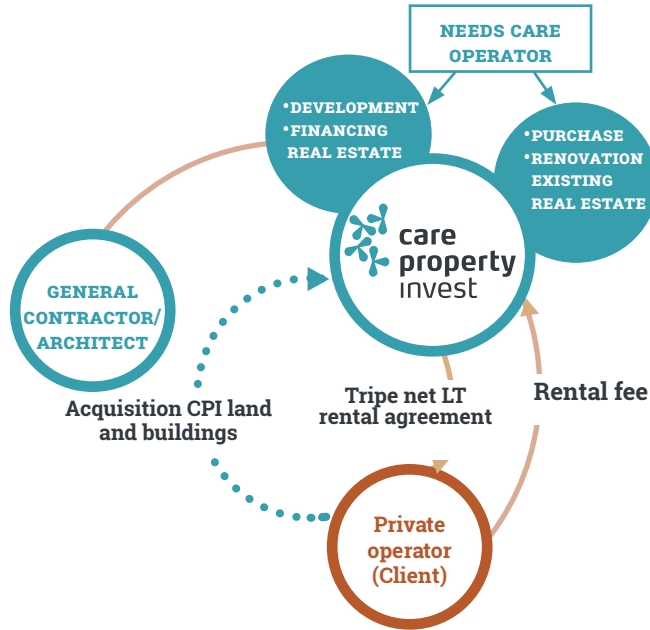 NEEDS CARE
OPERATOR
•DEVELOPMENT
•FINANCING
REAL ESTATE
•PURCHASE
•RENOVATION
EXISTING
REAL ESTATE
care
property
invest
GENERAL
CONTRACTOR/
ARCHITECT
Acquisition CPI land
and buildings
Tripe net LT
rental agreement
Rental fee
Private
operator
(Client)